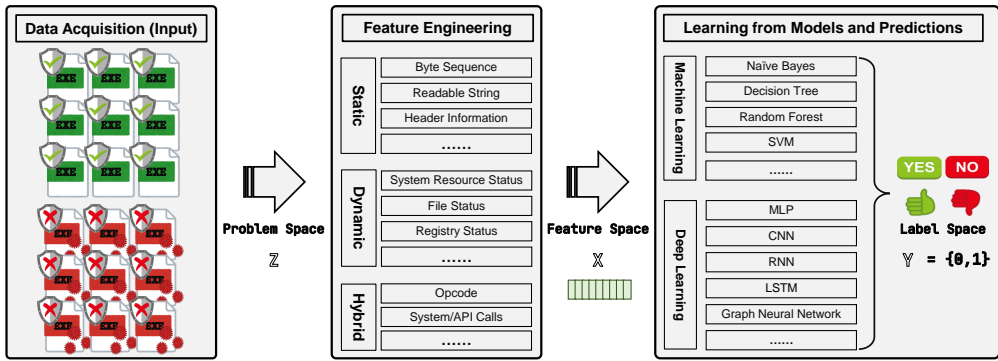 Data Acquisition (Input)
EXE EXE EXE
EXE EXE EXE
EXE EXE EXE
EXE EXE EXE
EXE EXE EXE
EXE EXE EXE
Problem Space
ℤ
Feature Engineering
Static
Byte Sequence
Readable String
Header Information
......
Dynamic
System Resource Status
File Status
Registry Status
......
Hybrid
Opcode
System/API Calls
......
Feature Space
𝕏
Learning from Models and Predictions
Machine Learning
Naïve Bayes
Decision Tree
Random Forest
SVM
......
Deep Learning
MLP
CNN
RNN
LSTM
Graph Neural Network
......
YES NO
Label Space
𝕐 = {0,1}